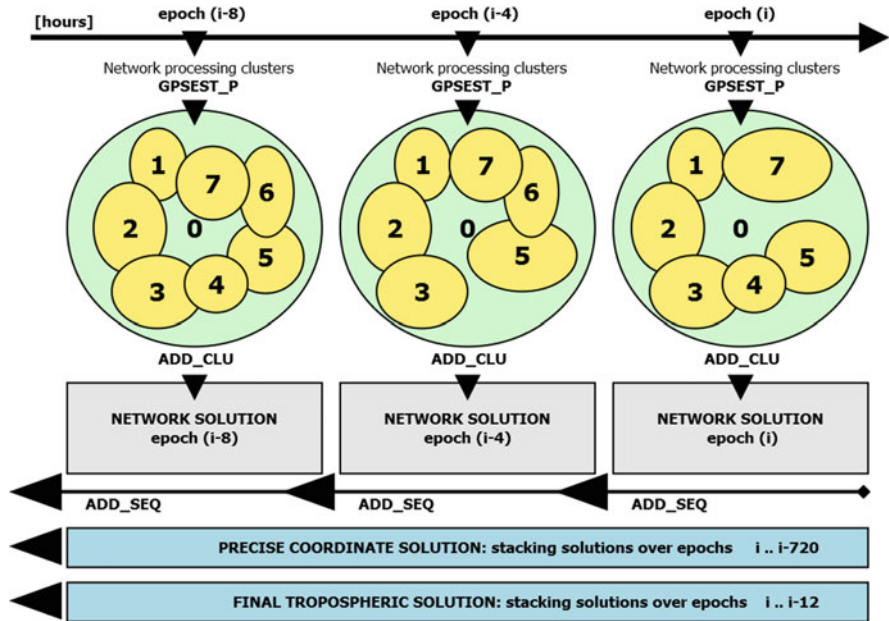 [hours]
epoch (i-8)
epoch (i-4)
epoch (i)
Network processing clusters
GPSEST_P
Network processing clusters
GPSEST_P
Network processing clusters
GPSEST_P
1
7
6
2
0
5
4
3
1
7
6
2
0
5
3
1
7
2
0
5
4
3
ADD_CLU
ADD_CLU
ADD_CLU
NETWORK SOLUTION
epoch (i-8)
NETWORK SOLUTION
epoch (i-4)
NETWORK SOLUTION
epoch (i)
ADD_SEQ
ADD_SEQ
ADD_SEQ
PRECISE COORDINATE SOLUTION: stacking solutions over epochs i .. i-720
FINAL TROPOSPHERIC SOLUTION: stacking solutions over epochs i .. i-12